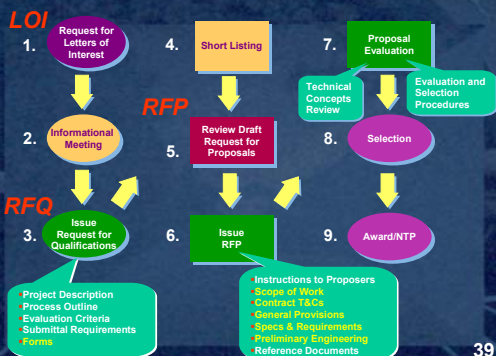 LOI
1.
Request for
Letters of
Interest
2.
Informational
Meeting
RFQ
3.
Issue
Request for
Qualifications
•Project Description
•Process Outline
•Evaluation Criteria
•Submittal Requirements
•Forms
4.
Short Listing
RFP
5.
Review Draft
Request for
Proposals
6.
Issue
RFP
•Instructions to Proposers
•Scope of Work
•Contract T&Cs
•General Provisions
•Specs & Requirements
•Preliminary Engineering
•Reference Documents
7.
Proposal
Evaluation
Technical
Concepts
Review
Evaluation and
Selection
Procedures
8.
Selection
9.
Award/NTP
39